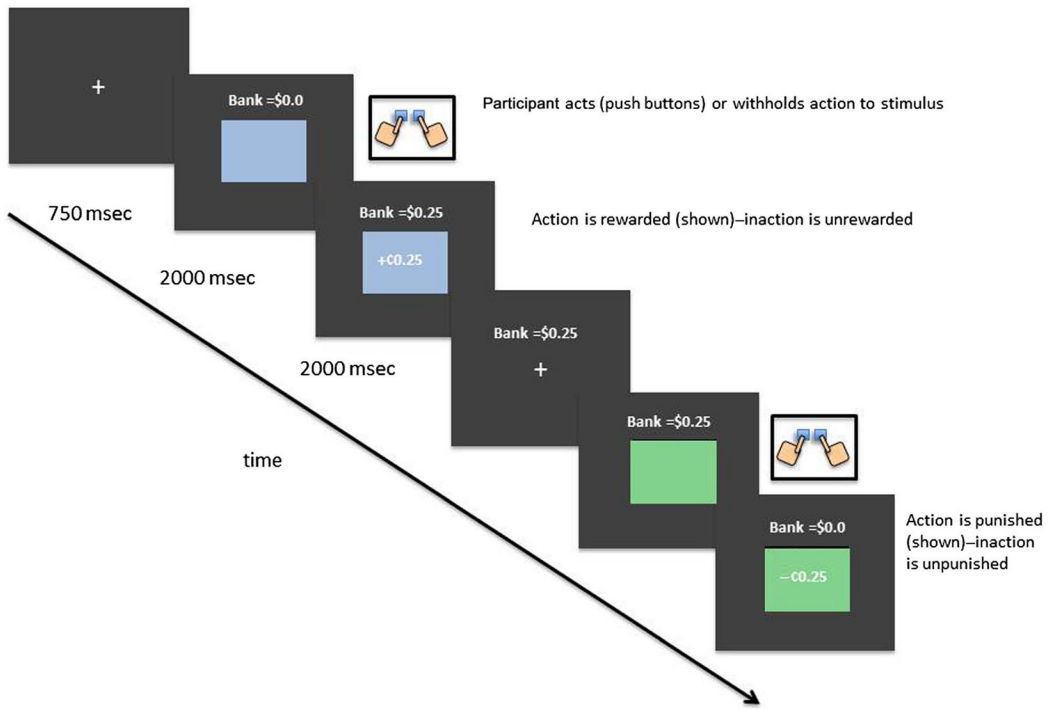 +
Bank =$0.0
Participant acts (push buttons) or withholds action to stimulus
750 msec
Bank =$0.25
+¢0.25
Action is rewarded (shown)–inaction is unrewarded
2000 msec
Bank =$0.25
+
2000 msec
Bank =$0.25
time
Bank =$0.0
—¢0.25
Action is punished
(shown)–inaction
is unpunished